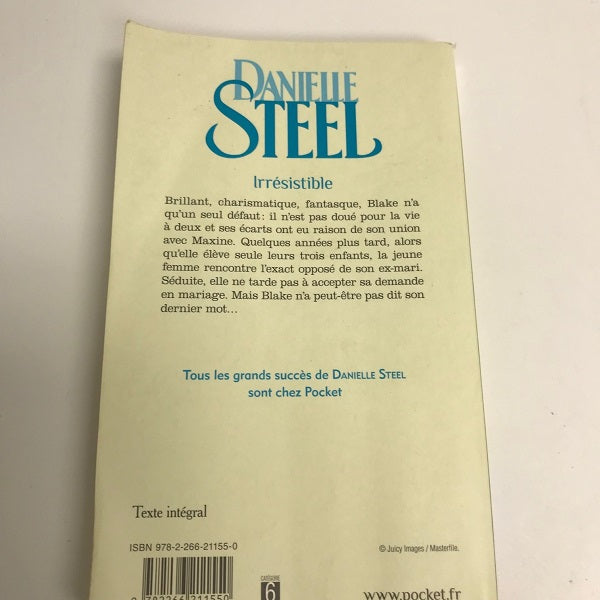 DANIELLE
STEEL
Irrésistible
Brillant, charismatique, fantasque, Blake n'a
qu'un seul défaut : il n'est pas doué pour la vie
à deux et ses écarts ont eu raison de son union
avec Maxine. Quelques années plus tard, alors
qu'elle élève seule leurs trois enfants, la jeune
femme rencontre l'exact opposé de son ex-mari.
Séduite, elle ne tarde pas à accepter sa demande
en mariage. Mais Blake n'a peut-être pas dit son
dernier mot...
Tous les grands succès de DANIELLE STEEL
sont chez Pocket
Texte intégral
ISBN 978-2-266-21155-0
© Juicy Images / Masterfile.
CATÉGORIE
6
www.pocket.fr
9 782266 211550